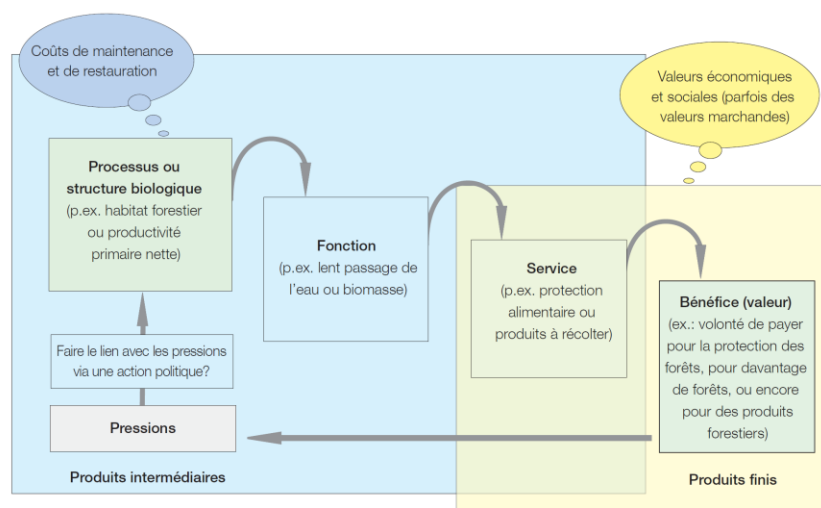 Coûts de maintenance
et de restauration
Valeurs économiques
et sociales (parfois des
valeurs marchandes)
Processus ou
structure biologique
(p.ex. habitat forestier
ou productivité
primaire nette)
Fonction
(p.ex. lent passage de
l'eau ou biomasse)
Service
(p.ex. protection
alimentaire ou
produits à récolter)
Bénéfice (valeur)
(ex.: volonté de payer
pour la protection des
forêts, pour davantage
de forêts, ou encore
pour des produits
forestiers)
Faire le lien avec les pressions
via une action politique?
Pressions
Produits intermédiaires
Produits finis